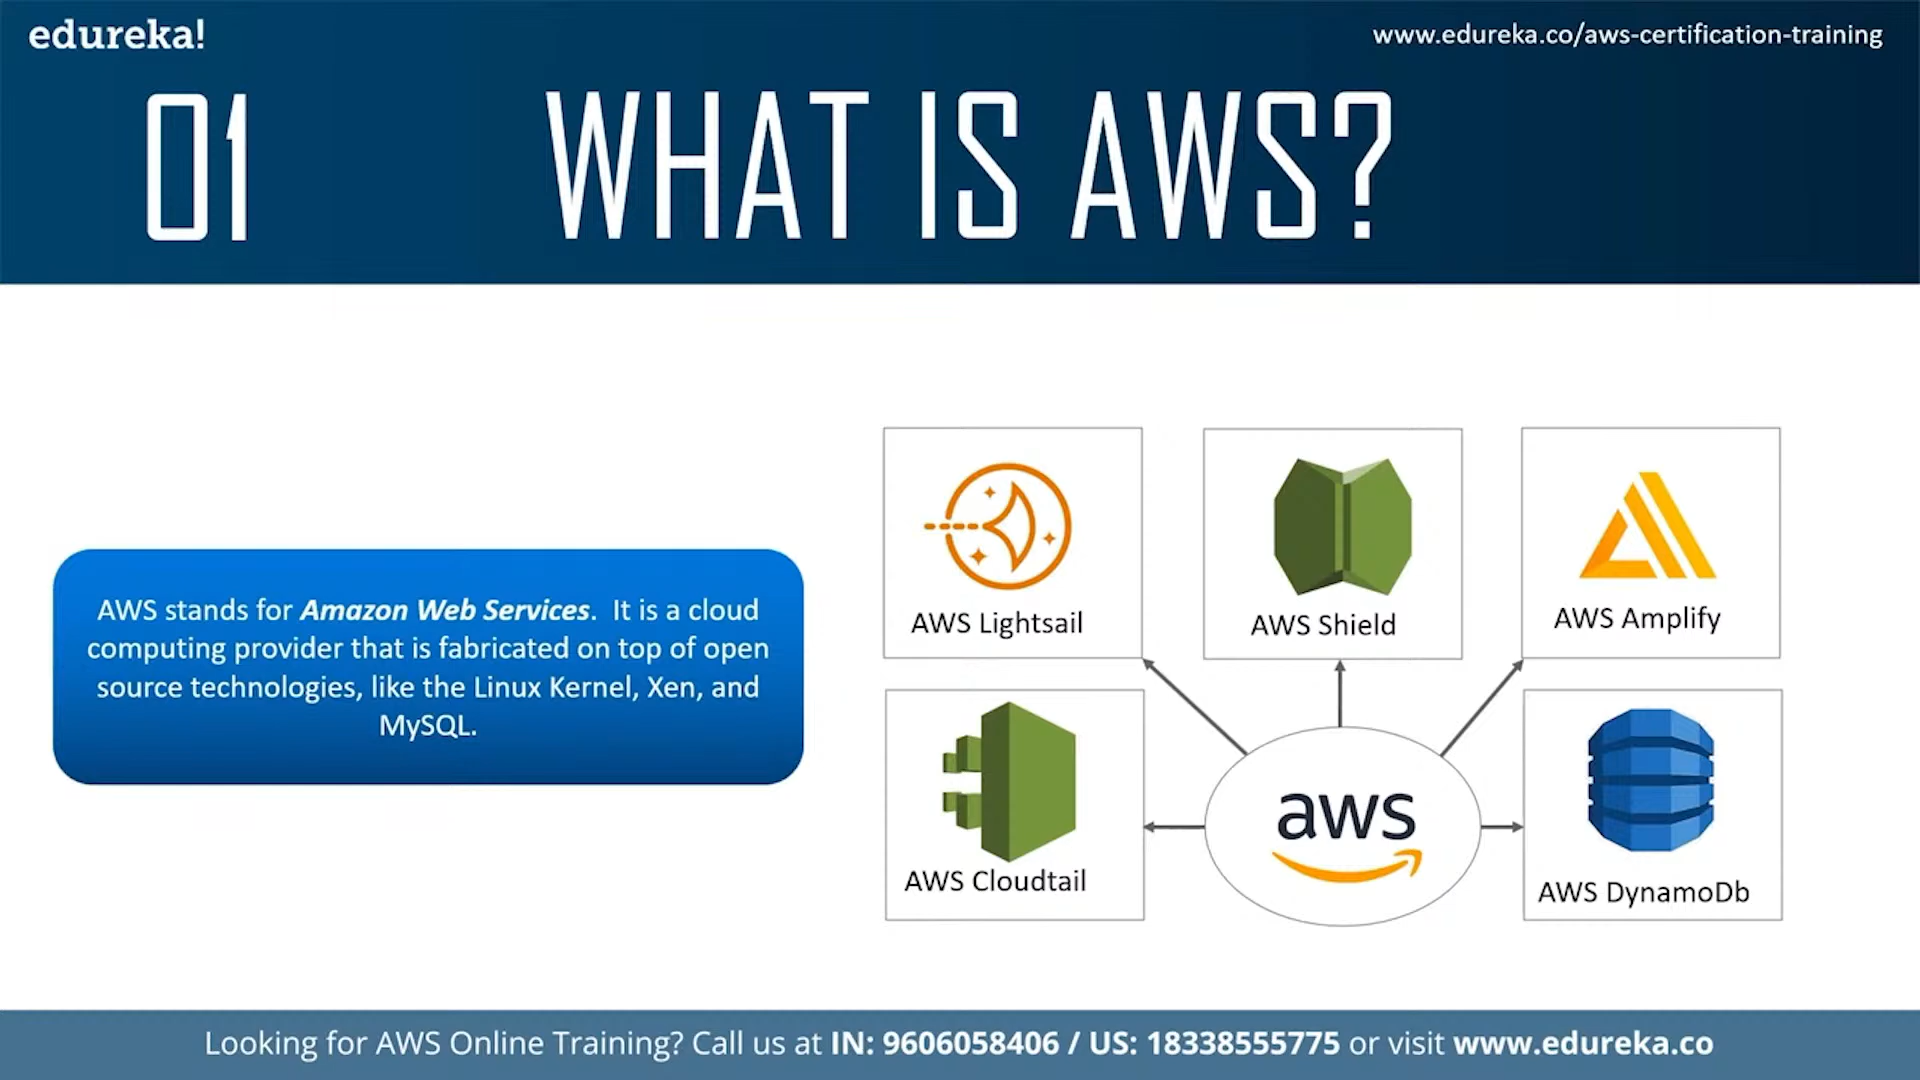 edureka!
www.edureka.co/aws-certification-training
01
WHAT IS AWS?
AWS stands for Amazon Web Services. It is a cloud
computing provider that is fabricated on top of open
source technologies, like the Linux Kernel, Xen, and
MySQL.
AWS Lightsail
AWS Shield
AWS Amplify
AWS Cloudtail
aws
AWS DynamoDb
Looking for AWS Online Training? Call us at IN: 9606058406 / US: 18338555775 or visit www.edureka.co